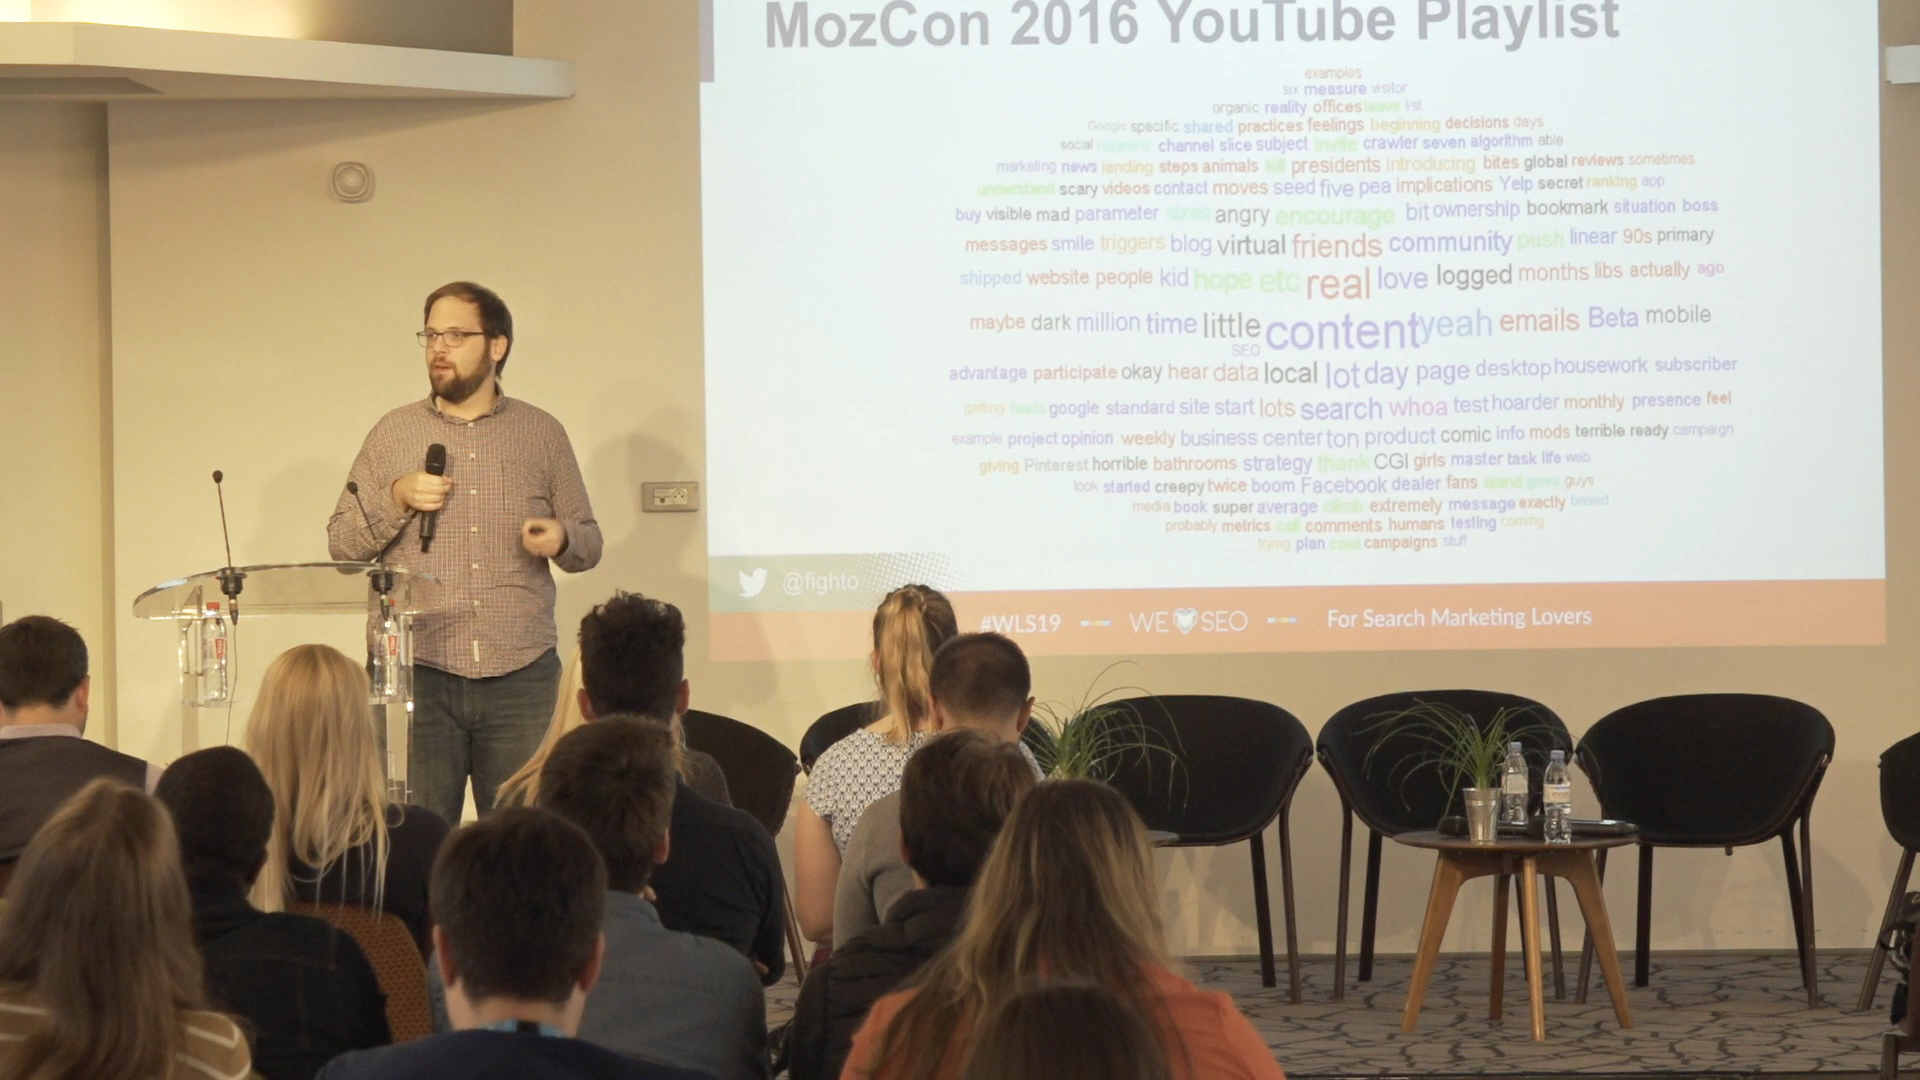 MozCon 2016 YouTube Playlist
examples
six measure visitor
organic reality offices leave list
Google specific shared practices feelings beginning decisions days
social happens channel slice subject invite crawler seven algorithm able
marketing news landing steps animals kill presidents introducing bites global reviews sometimes
understand scary videos contact moves seed five pea implications Yelp secret ranking app
buy visible mad parameter sizes angry encourage bit ownership bookmark situation boss
messages smile triggers blog virtual friends community push linear 90s primary
shipped website people kid hope etc real love logged months libs actually ago
maybe dark million time little content yeah emails Beta mobile
SEO
advantage participate okay hear data local lot day page desktop housework subscriber
getting feels google standard site start lots search whoa test hoarder monthly presence feel
example project opinion weekly business center ton product comic info mods terrible ready campaign
giving Pinterest horrible bathrooms strategy thank CGI girls master task life web
look started creepy twice boom Facebook dealer fans stand goes guys
media book super average climb extremely message exactly based
probably metrics call comments humans testing coming
trying plan cool campaigns stuff
@fighto
#WLS19 WE SEO For Search Marketing Lovers